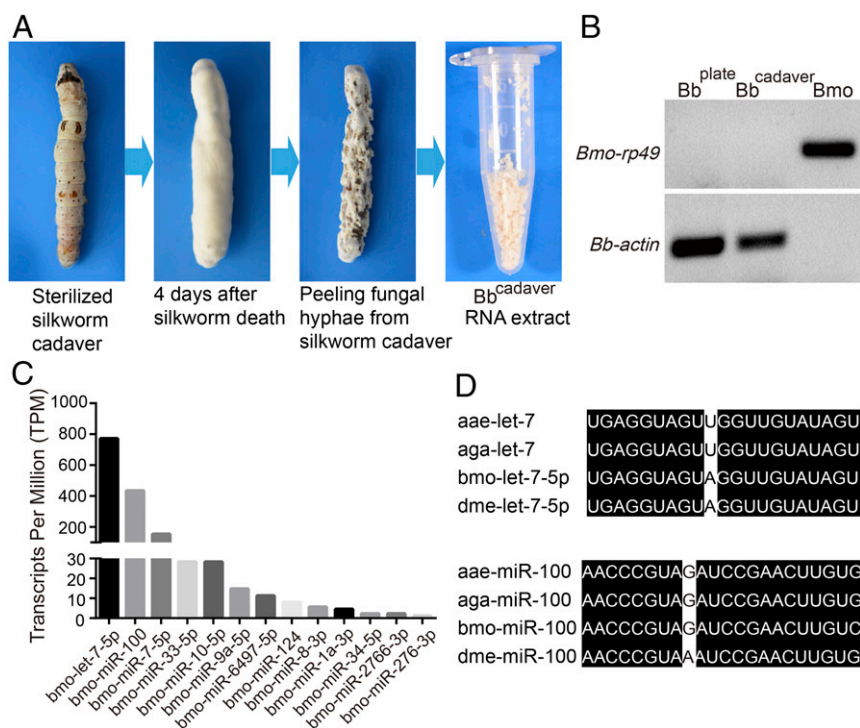 A
Sterilized
silkworm
cadaver
4 days after
silkworm death
Peeling fungal
hyphae from
silkworm cadaver
Bb cadaver
RNA extract
B
Bb plate Bb cadaver Bmo
Bmo-rp49
Bb-actin
C
Transcripts Per Million (TPM)
1000
800
600
400
200
30
20
10
0
bmo-let-7-5p
bmo-miR-100
bmo-miR-7-5p
bmo-miR-33-5p
bmo-miR-10-5p
bmo-miR-9a-5p
bmo-miR-6497-5p
bmo-miR-124
bmo-miR-8-3p
bmo-miR-1a-3p
bmo-miR-34-5p
bmo-miR-2766-3p
bmo-miR-276-3p
D
aae-let-7 UGAGGUAGUUGGUUGUAUAGU
aga-let-7 UGAGGUAGUUGGUUGUAUAGU
bmo-let-7-5p UGAGGUAGUAGGUUGUAUAGU
dme-let-7-5p UGAGGUAGUAGGUUGUAUAGU
aae-miR-100 AACCCGUAGAUCCGAACUUGUG
aga-miR-100 AACCCGUAGAUCCGAACUUGUG
bmo-miR-100 AACCCGUAGAUCCGAACUUGUC
dme-miR-100 AACCCGUAAAUCCGAACUUGUG